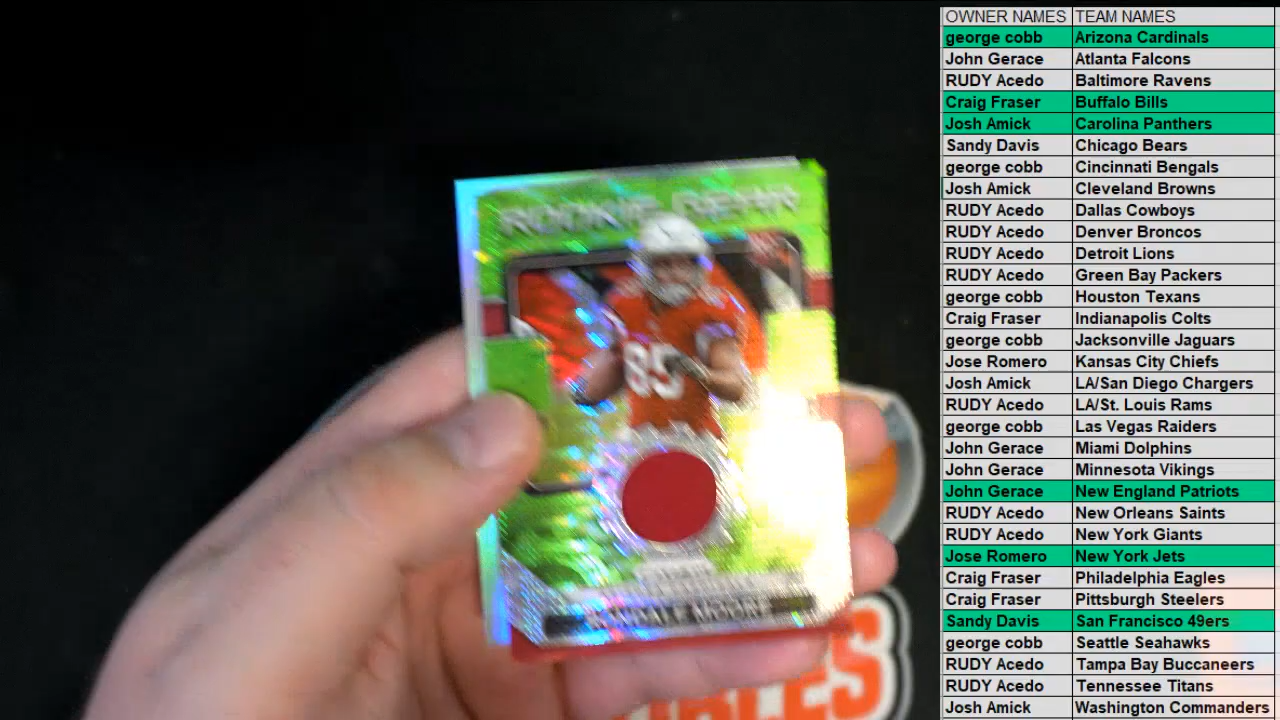 ROOKIE GEAR
85
RONDALE MOORE
BLES
OWNER NAMES TEAM NAMES
george cobb Arizona Cardinals
John Gerace Atlanta Falcons
RUDY Acedo Baltimore Ravens
Craig Fraser Buffalo Bills
Josh Amick Carolina Panthers
Sandy Davis Chicago Bears
george cobb Cincinnati Bengals
Josh Amick Cleveland Browns
RUDY Acedo Dallas Cowboys
RUDY Acedo Denver Broncos
RUDY Acedo Detroit Lions
RUDY Acedo Green Bay Packers
george cobb Houston Texans
Craig Fraser Indianapolis Colts
george cobb Jacksonville Jaguars
Jose Romero Kansas City Chiefs
Josh Amick LA/San Diego Chargers
RUDY Acedo LA/St. Louis Rams
george cobb Las Vegas Raiders
John Gerace Miami Dolphins
John Gerace Minnesota Vikings
John Gerace New England Patriots
RUDY Acedo New Orleans Saints
RUDY Acedo New York Giants
Jose Romero New York Jets
Craig Fraser Philadelphia Eagles
Craig Fraser Pittsburgh Steelers
Sandy Davis San Francisco 49ers
george cobb Seattle Seahawks
RUDY Acedo Tampa Bay Buccaneers
RUDY Acedo Tennessee Titans
Josh Amick Washington Commanders